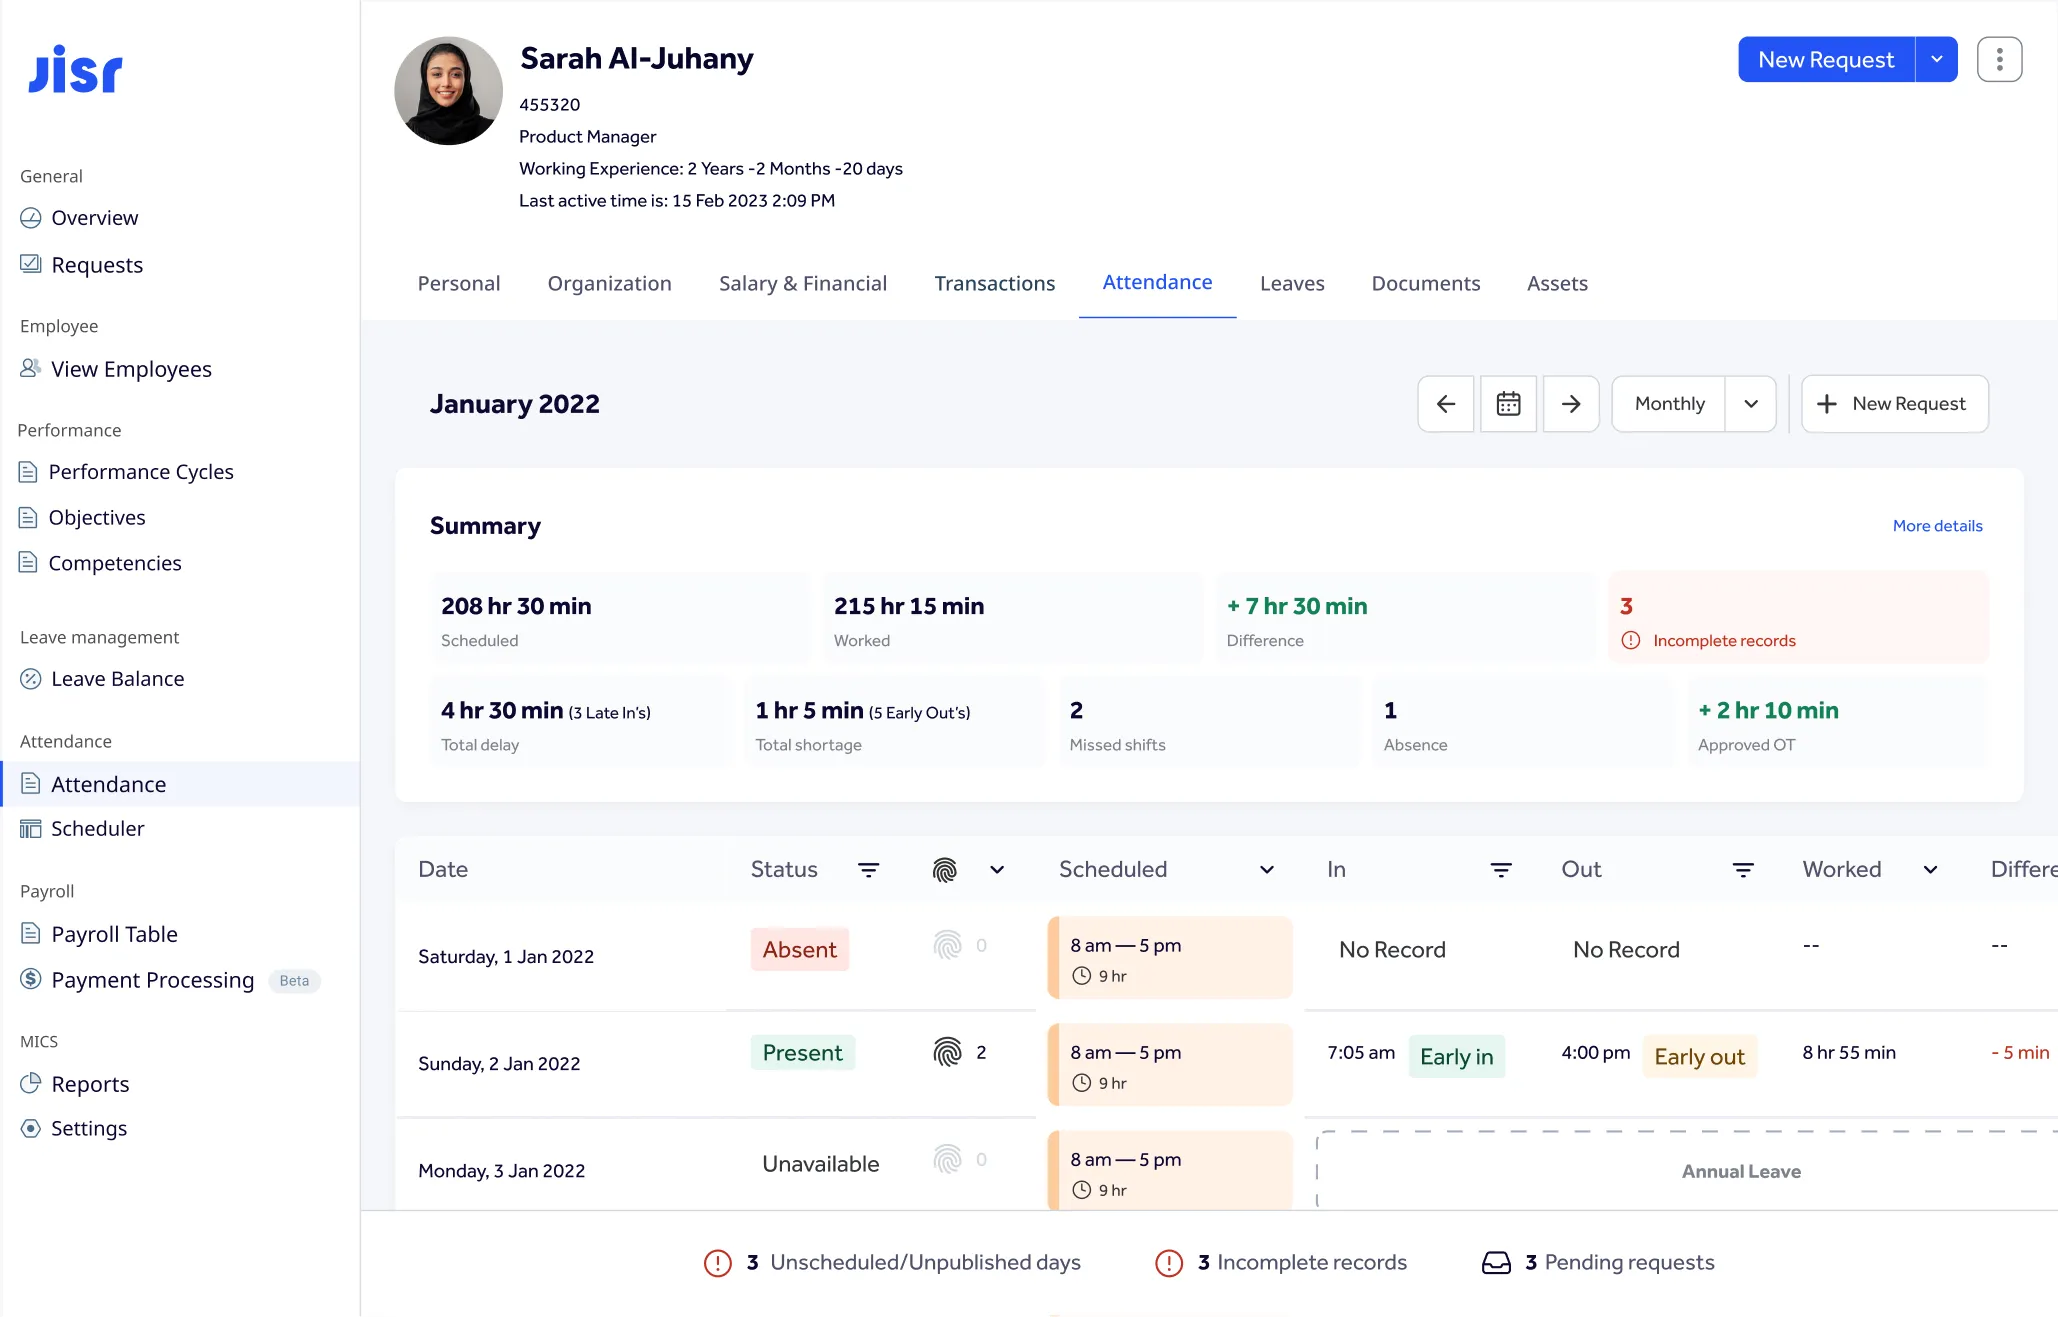 Jisr
General
Overview
Requests
Employee
View Employees
Performance
Performance Cycles
Objectives
Competencies
Leave management
Leave Balance
Attendance
Attendance
Scheduler
Payroll
Payroll Table
Payment Processing Beta
MICS
Reports
Settings
Sarah Al-Juhany
455320
Product Manager
Working Experience: 2 Years -2 Months -20 days
Last active time is: 15 Feb 2023 2:09 PM
New Request
Personal Organization Salary & Financial Transactions Attendance Leaves Documents Assets
January 2022
Monthly
+ New Request
Summary
More details
208 hr 30 min
Scheduled
215 hr 15 min
Worked
+ 7 hr 30 min
Difference
3
Incomplete records
4 hr 30 min (3 Late In's)
Total delay
1 hr 5 min (5 Early Out's)
Total shortage
2
Missed shifts
1
Absence
+ 2 hr 10 min
Approved OT
Date Status Scheduled In Out Worked Differe
Saturday, 1 Jan 2022 Absent 0 8 am — 5 pm No Record No Record -- --
9 hr
Sunday, 2 Jan 2022 Present 2 8 am — 5 pm 7:05 am Early in 4:00 pm Early out 8 hr 55 min - 5 min
9 hr
Monday, 3 Jan 2022 Unavailable 0 8 am — 5 pm Annual Leave
9 hr
3 Unscheduled/Unpublished days
3 Incomplete records
3 Pending requests